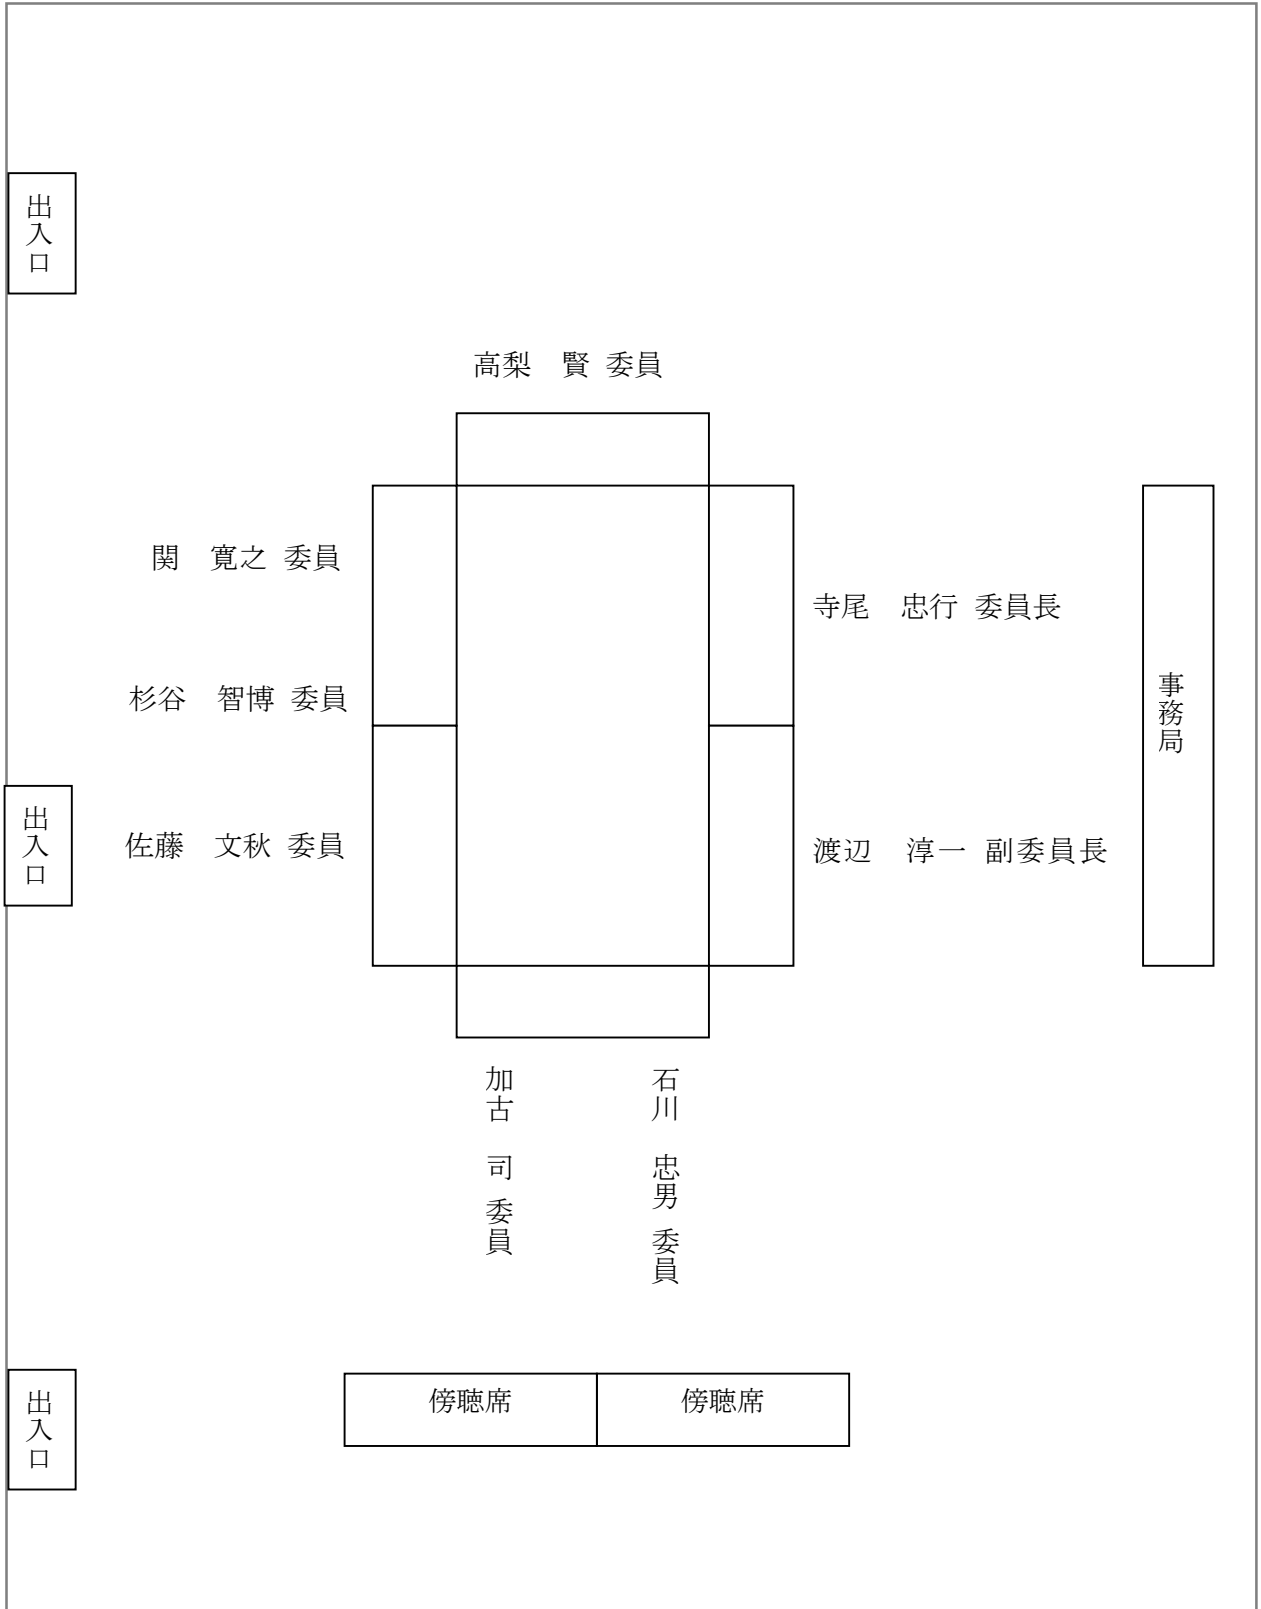 出入口
高梨　賢 委員
関　寛之 委員
寺尾　忠行 委員長
杉谷　智博 委員
事務局
出入口
佐藤　文秋 委員
渡辺　淳一 副委員長
加古　司 委員
石川　忠男 委員
出入口
傍聴席
傍聴席